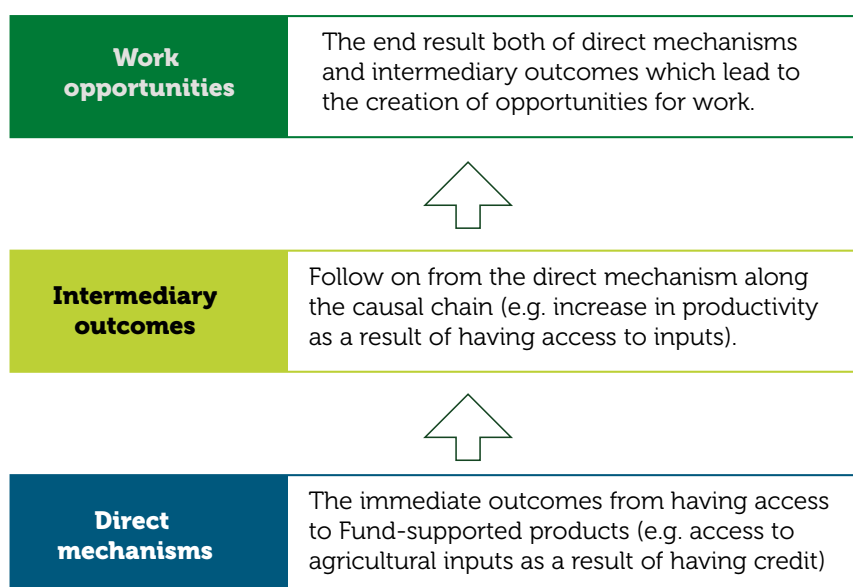 Work
opportunities
The end result both of direct mechanisms
and intermediary outcomes which lead to
the creation of opportunities for work.
Intermediary
outcomes
Follow on from the direct mechanism along
the causal chain (e.g. increase in productivity
as a result of having access to inputs).
Direct
mechanisms
The immediate outcomes from having access
to Fund-supported products (e.g. access to
agricultural inputs as a result of having credit)